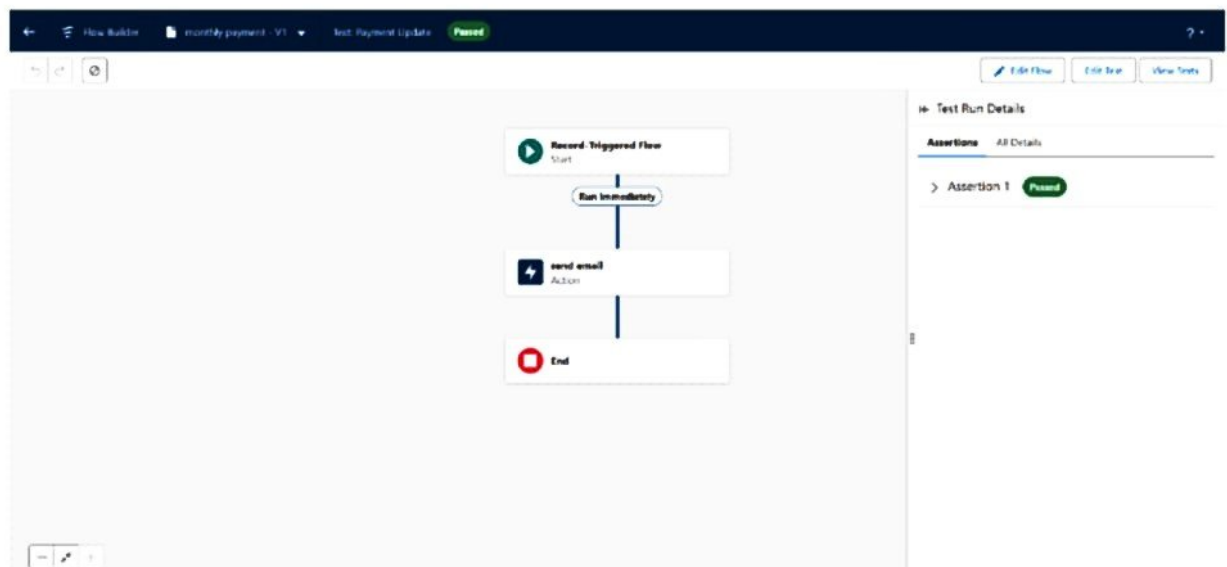 Flow Builder
monthly payment - V1
Test: Payment Update
Passed
?
Edit Flow
Edit Test
View Tests
Test Run Details
Assertions
All Details
Assertion 1
Passed
Record-Triggered Flow
Start
Run Immediately
send email
Action
End